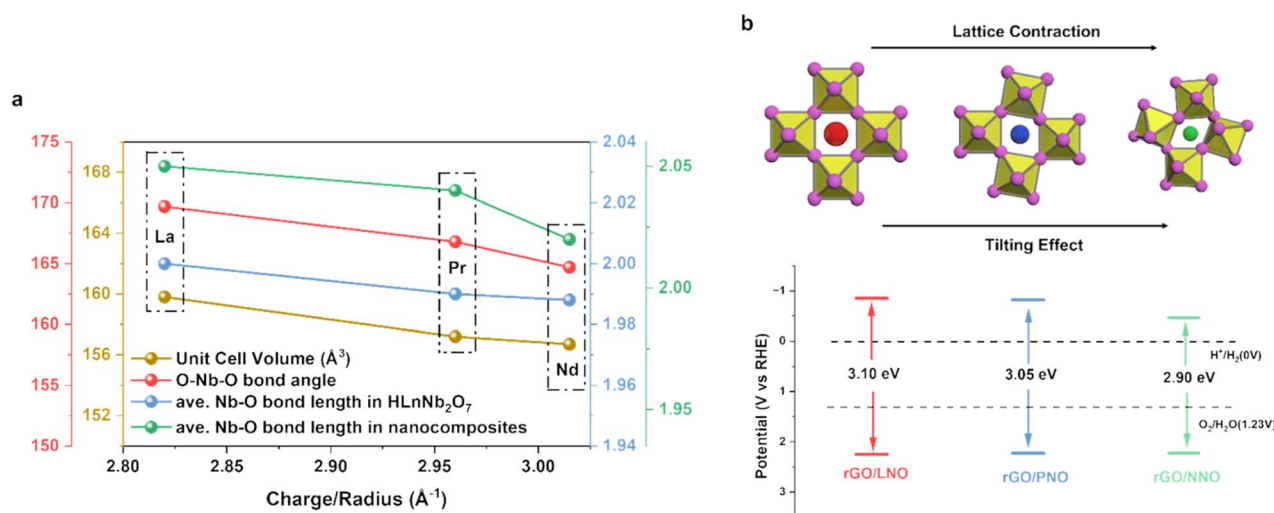 a
175
170
165
160
155
150
168
164
160
156
152
2.04
2.02
2.00
1.98
1.96
1.94
2.05
2.00
1.95
La
Pr
Nd
Unit Cell Volume (Å³)
O-Nb-O bond angle
ave. Nb-O bond length in HLnNb₂O₇
ave. Nb-O bond length in nanocomposites
2.80 2.85 2.90 2.95 3.00
Charge/Radius (Å⁻¹)
b
Lattice Contraction
Tilting Effect
Potential (V vs RHE)
−1
0
1
2
3
H⁺/H₂(0V)
3.10 eV 3.05 eV 2.90 eV
O₂/H₂O(1.23V)
rGO/LNO rGO/PNO rGO/NNO